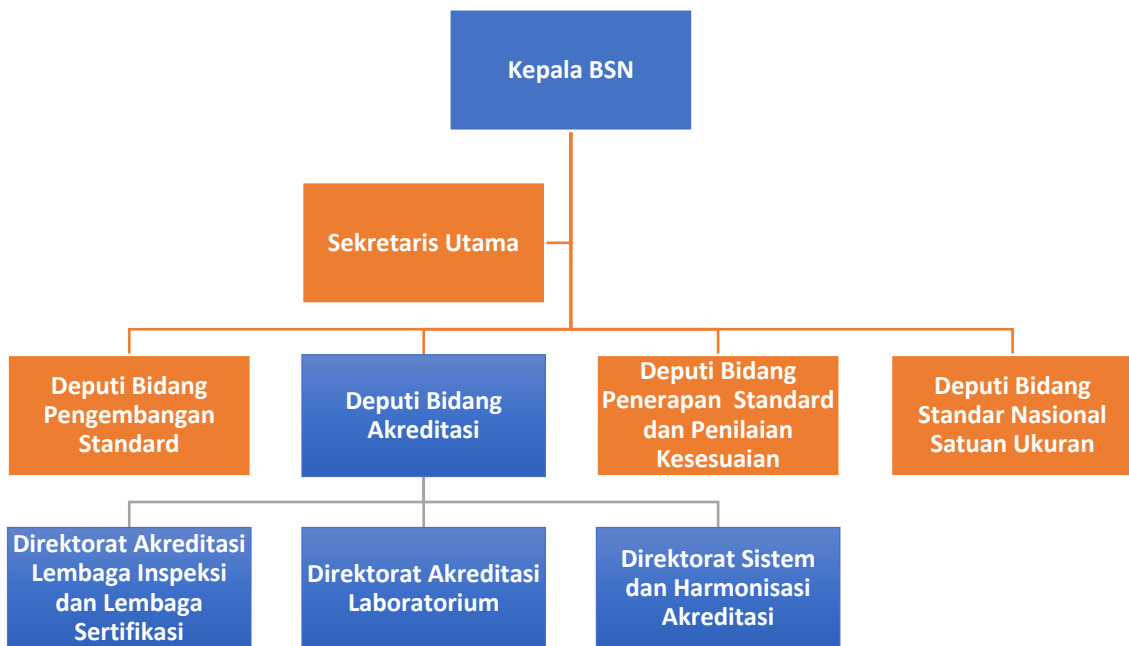 Kepala BSN
Sekretaris Utama
Deputi Bidang
Pengembangan
Standard
Deputi Bidang
Akreditasi
Deputi Bidang
Penerapan  Standard
dan Penilaian
Kesesuaian
Deputi Bidang
Standar Nasional
Satuan Ukuran
Direktorat Akreditasi
Lembaga Inspeksi
dan Lembaga
Sertifikasi
Direktorat Akreditasi
Laboratorium
Direktorat Sistem
dan Harmonisasi
Akreditasi